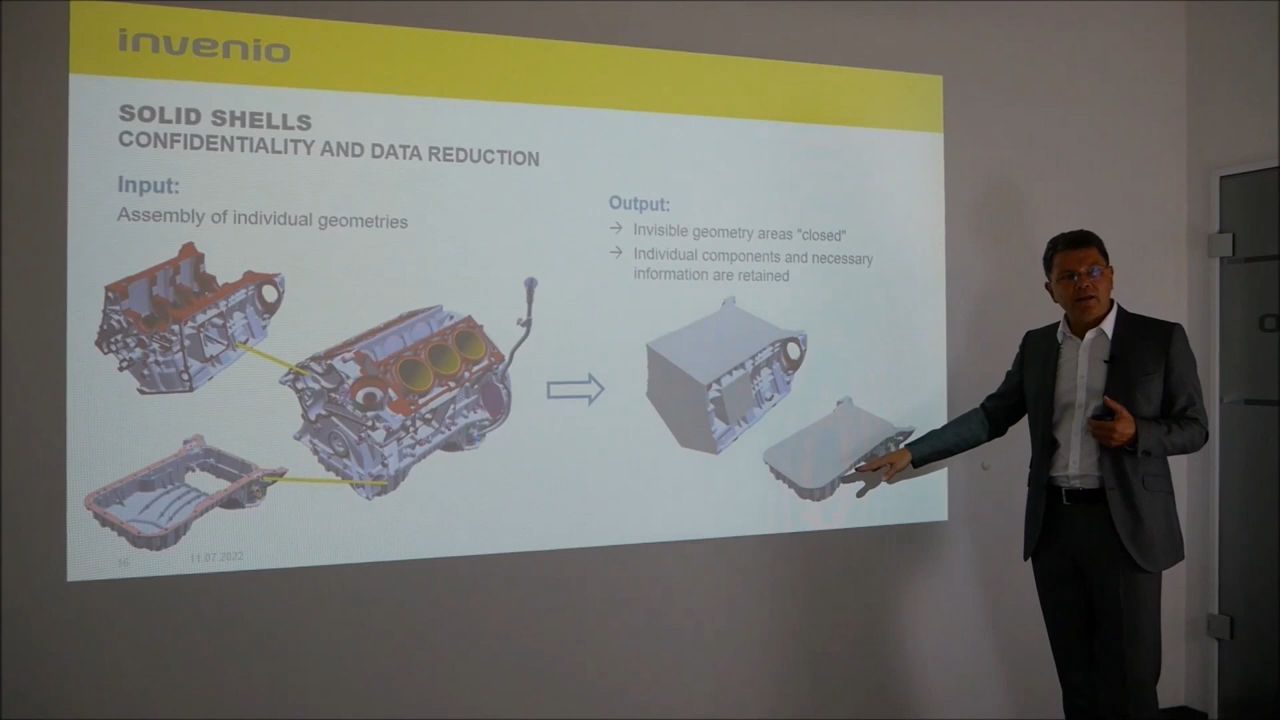 invenio
SOLID SHELLS
CONFIDENTIALITY AND DATA REDUCTION
Input:
Assembly of individual geometries
Output:
→ Invisible geometry areas "closed"
→ Individual components and necessary
information are retained
16
11.07.2022